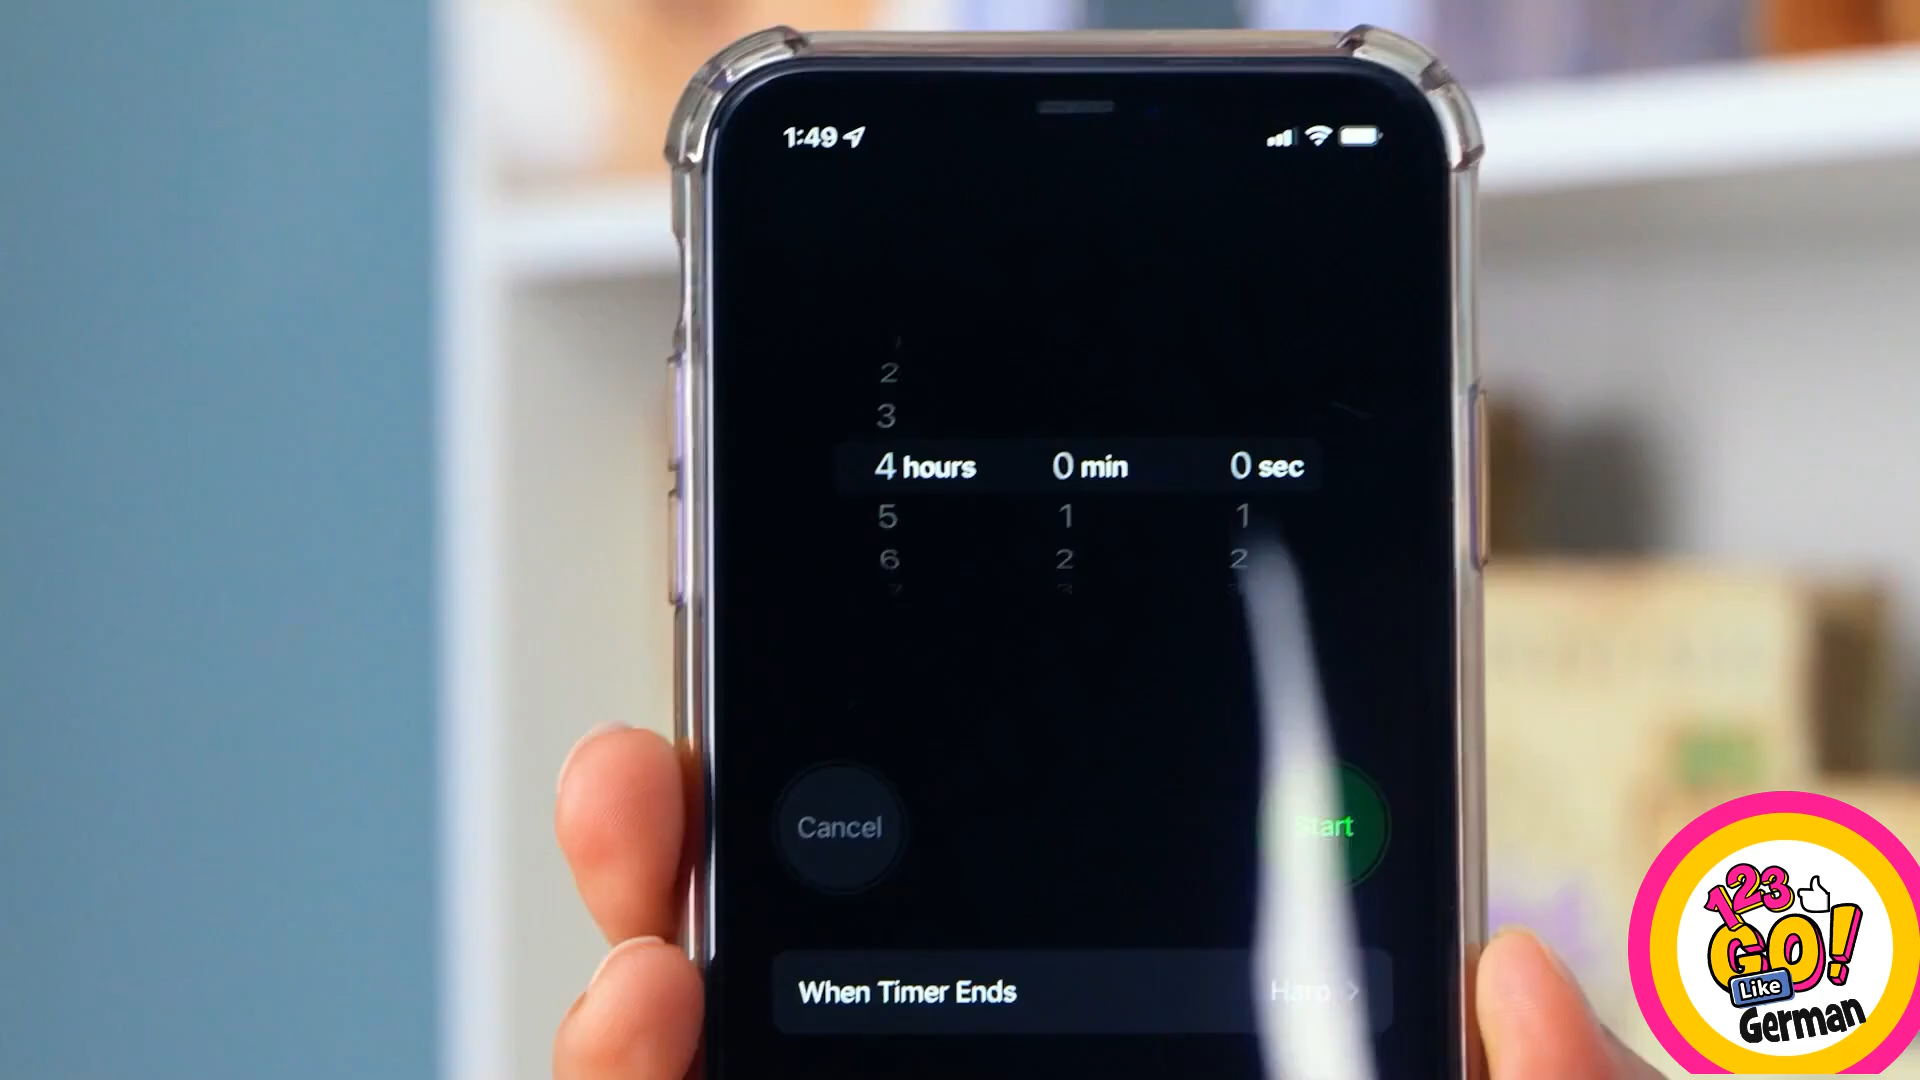 1:49
2
3
4 hours 0 min 0 sec
5 1 1
6 2 2
Cancel Start
When Timer Ends Harp
123
GO!
Like
German